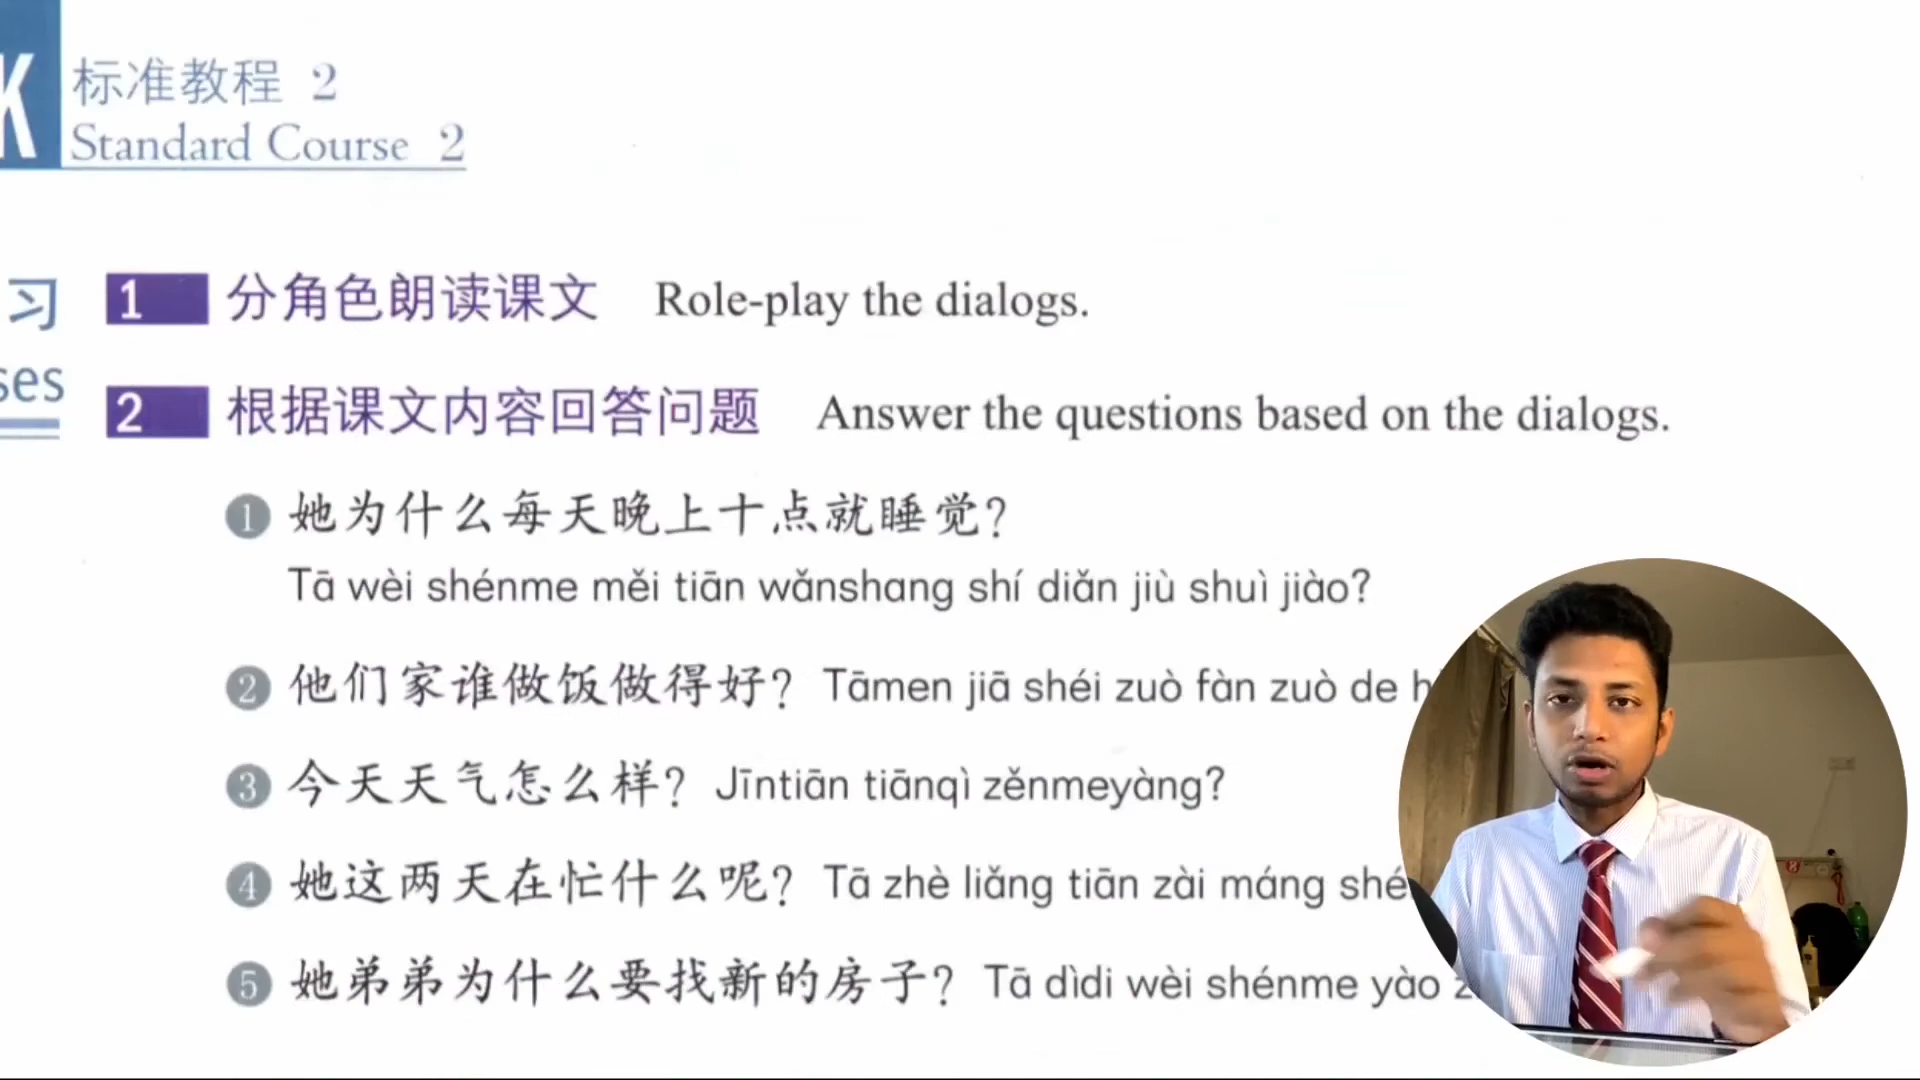 K
标准教程 2
Standard Course 2
习
ses
1 分角色朗读课文 Role-play the dialogs.
2 根据课文内容回答问题 Answer the questions based on the dialogs.
1 她为什么每天晚上十点就睡觉？
Tā wèi shénme měi tiān wǎnshang shí diǎn jiù shuì jiào?
2 他们家谁做饭做得好？ Tāmen jiā shéi zuò fàn zuò de h
3 今天天气怎么样？ Jīntiān tiānqì zěnmeyàng?
4 她这两天在忙什么呢？ Tā zhè liǎng tiān zài máng shé
5 她弟弟为什么要找新的房子？ Tā dìdi wèi shénme yào z